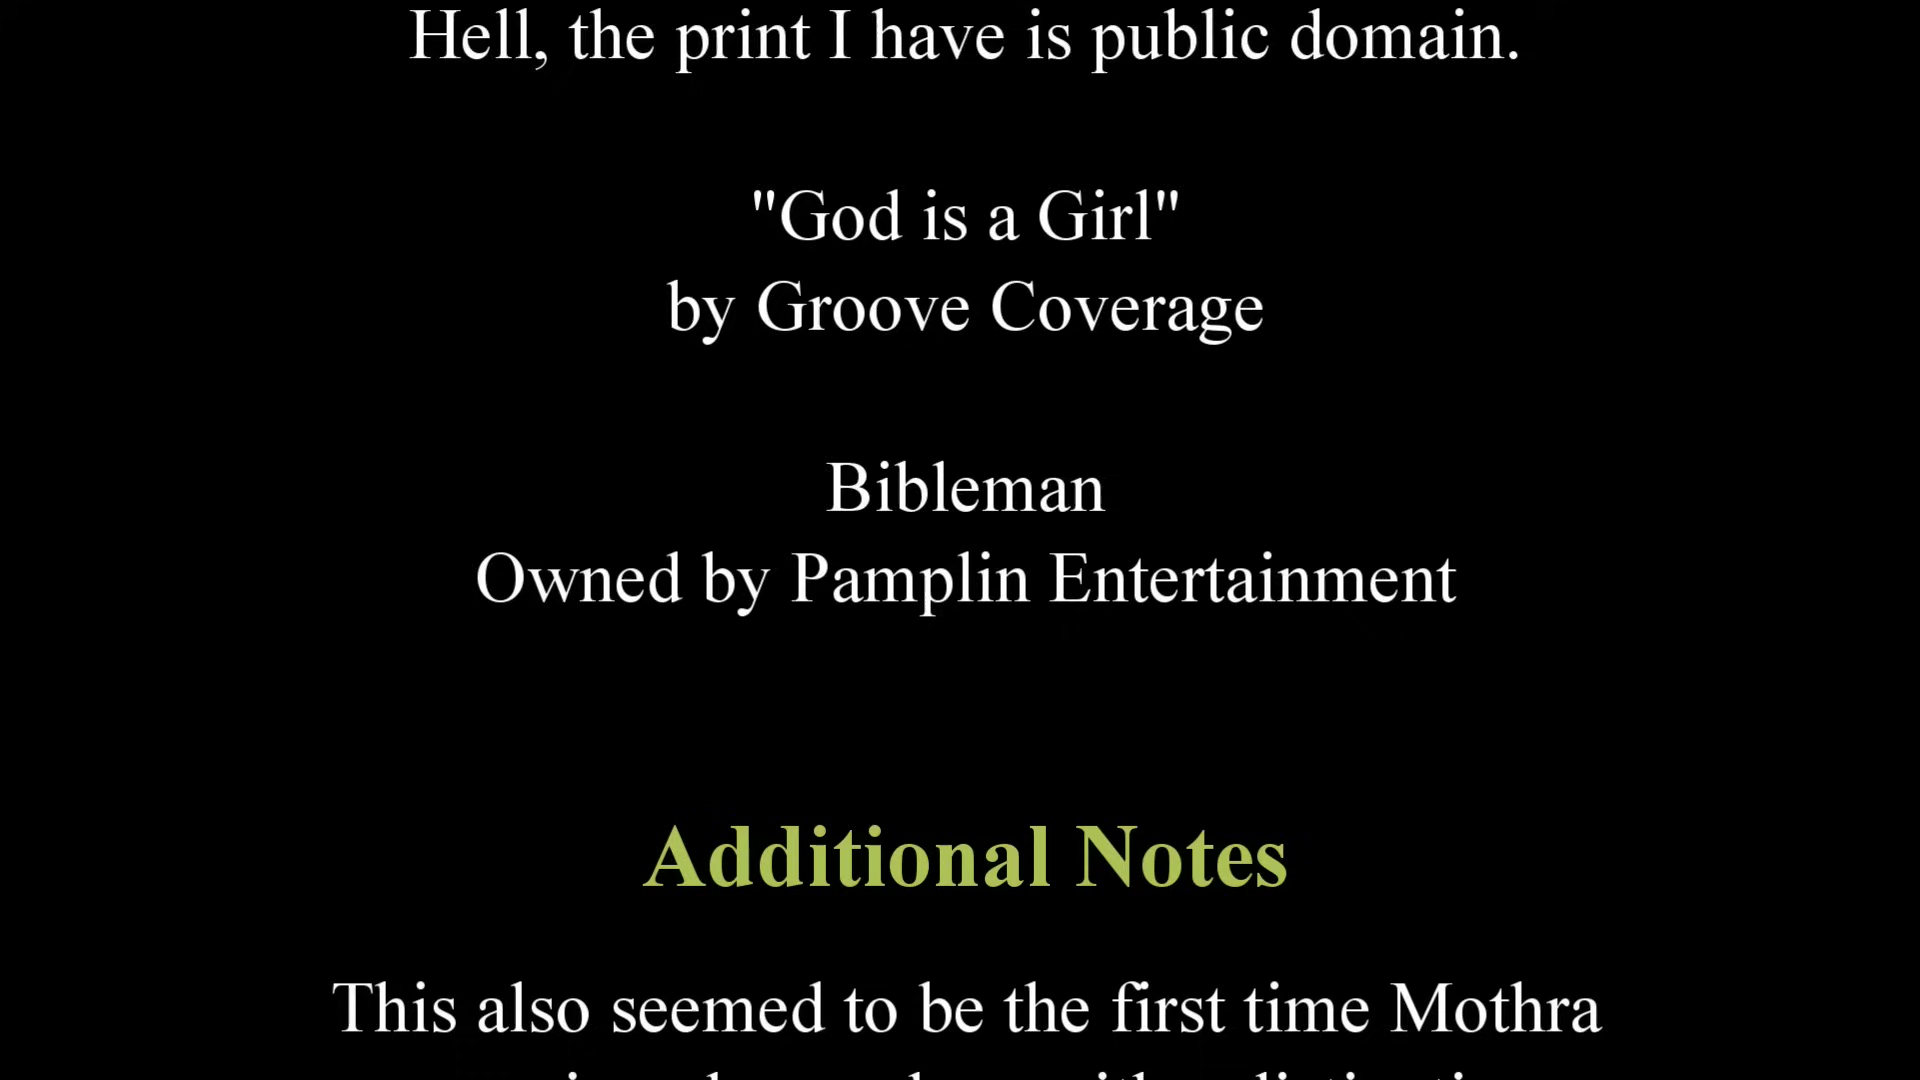 Hell, the print I have is public domain.
"God is a Girl"
by Groove Coverage
Bibleman
Owned by Pamplin Entertainment
Additional Notes
This also seemed to be the first time Mothra